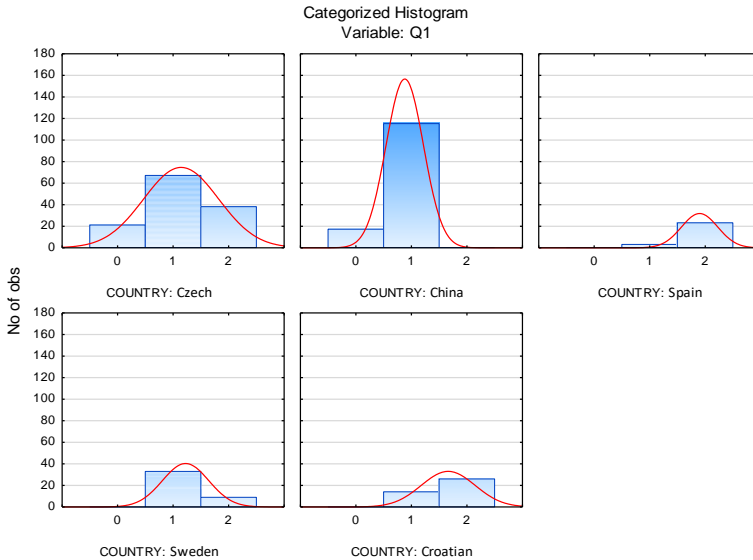 Categorized Histogram
Variable: Q1
No of obs
180
160
140
120
100
80
60
40
20
0
0 1 2
0 1 2
0 1 2
COUNTRY: Czech
COUNTRY: China
COUNTRY: Spain
180
160
140
120
100
80
60
40
20
0
0 1 2
0 1 2
COUNTRY: Sweden
COUNTRY: Croatian